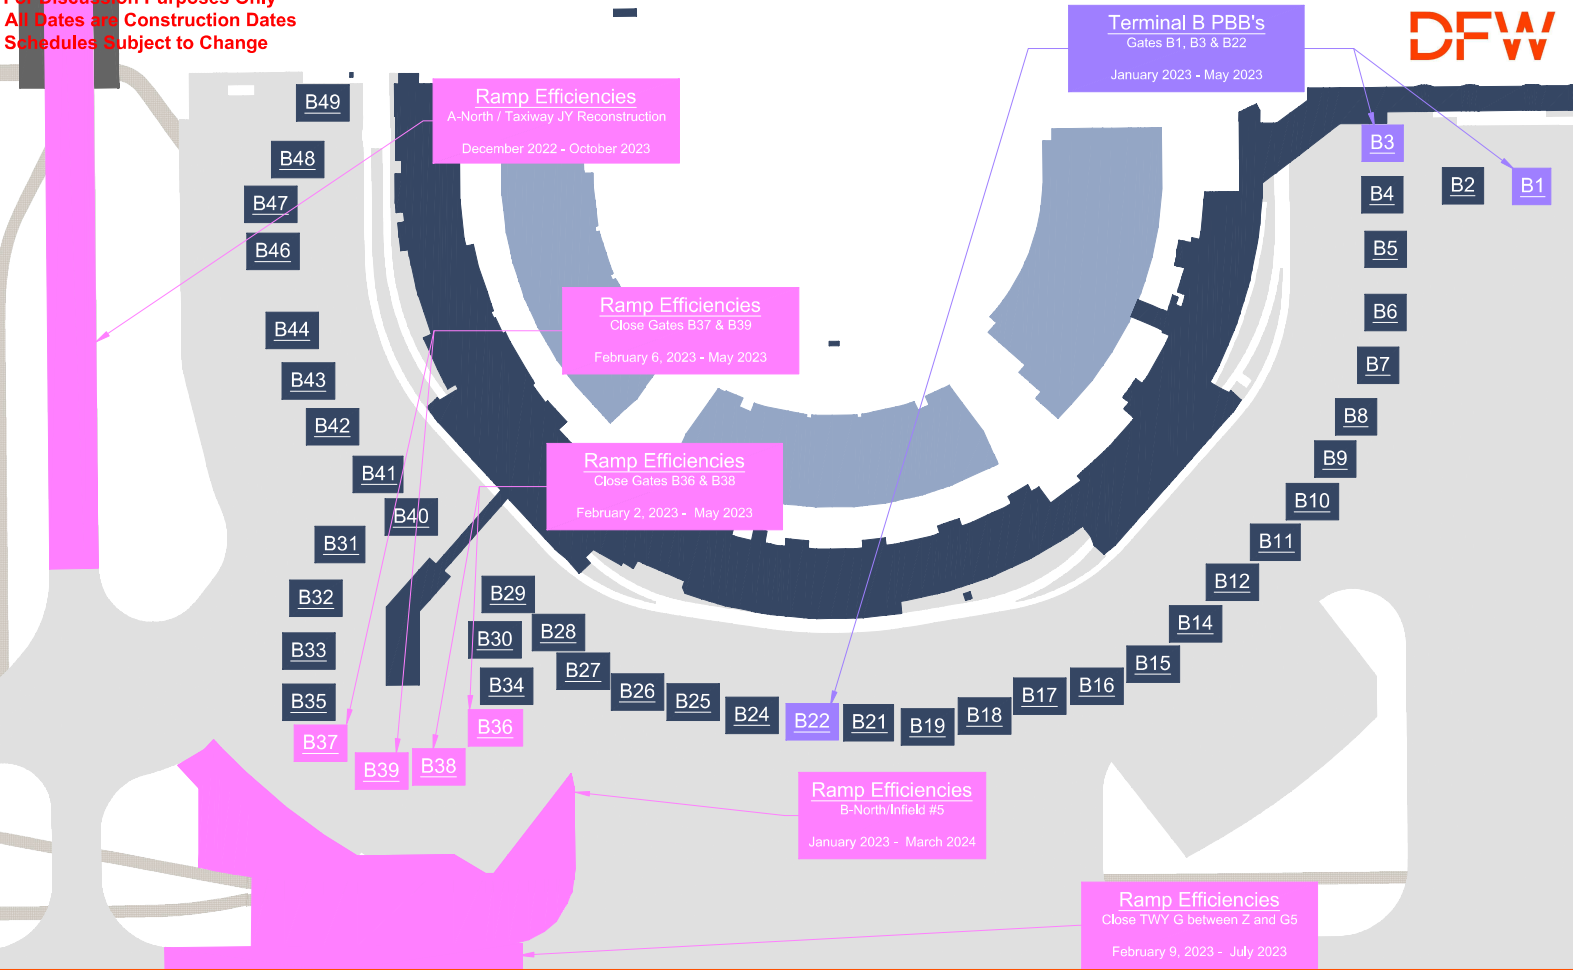 For Discussion Purposes Only
All Dates are Construction Dates
Schedules Subject to Change
DFW
Terminal B PBB's
Gates B1, B3 & B22
January 2023 - May 2023
Ramp Efficiencies
A-North / Taxiway JY Reconstruction
December 2022 - October 2023
Ramp Efficiencies
Close Gates B37 & B39
February 6, 2023 - May 2023
Ramp Efficiencies
Close Gates B36 & B38
February 2, 2023 - May 2023
Ramp Efficiencies
B-North/Infield #5
January 2023 - March 2024
Ramp Efficiencies
Close TWY G between Z and G5
February 9, 2023 - July 2023
B49
B48
B47
B46
B44
B43
B42
B41
B40
B31
B32
B33
B35
B37
B39
B38
B36
B34
B30
B29
B28
B27
B26
B25
B24
B22
B21
B19
B18
B17
B16
B15
B14
B12
B11
B10
B9
B8
B7
B6
B5
B4
B3
B2
B1